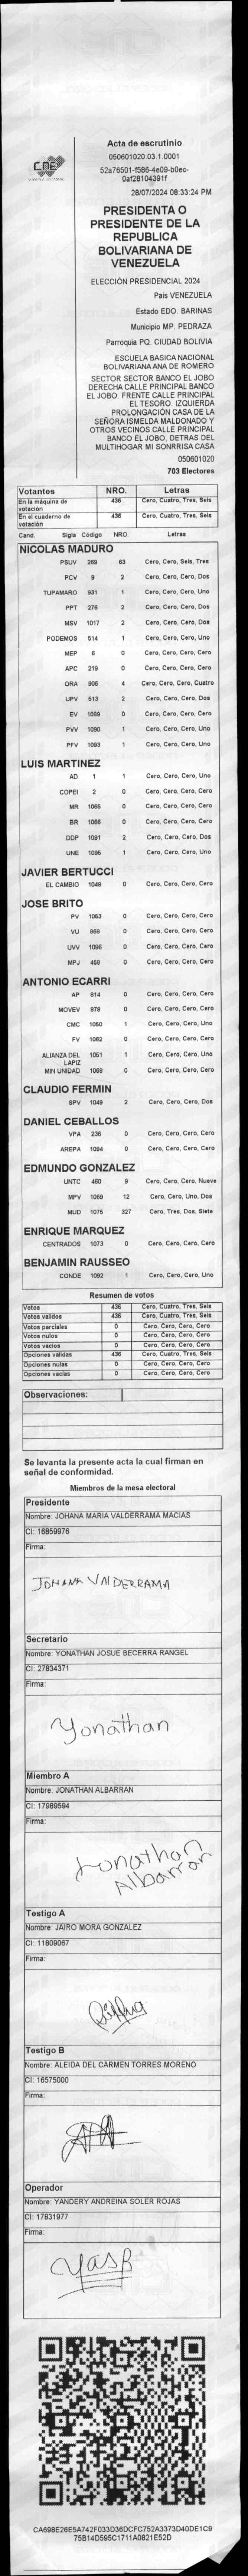 CNE
Acta de escrutinio
050601020.03.1.0001
52a76501-f586-4e09-b0ec-
0af28104391f
28/07/2024 08:33:24 PM
PRESIDENTA O
PRESIDENTE DE LA
REPUBLICA
BOLIVARIANA DE
VENEZUELA
ELECCIÓN PRESIDENCIAL 2024
Pais VENEZUELA
Estado EDO. BARINAS
Municipio MP. PEDRAZA
Parroquia PQ. CIUDAD BOLIVIA
ESCUELA BASICA NACIONAL
BOLIVARIANA ANA DE ROMERO
SECTOR SECTOR BANCO EL JOBO
DERECHA CALLE PRINCIPAL BANCO
EL JOBO. FRENTE CALLE PRINCIPAL
EL TESORO. IZQUIERDA
PROLONGACIÓN CASA DE LA
SEÑORA ISMELDA MALDONADO Y
OTROS VECINOS CALLE PRINCIPAL
BANCO EL JOBO, DETRAS DEL
MULTIHOGAR MI SONRRISA CASA
050601020
703 Electores
Votantes NRO. Letras
En la máquina de votación 436 Cero, Cuatro, Tres, Seis
En el cuaderno de votación 436 Cero, Cuatro, Tres, Seis
Cand. Sigla Código NRO. Letras
NICOLAS MADURO
PSUV 269 63 Cero, Cero, Seis, Tres
PCV 9 2 Cero, Cero, Cero, Dos
TUPAMARO 931 1 Cero, Cero, Cero, Uno
PPT 276 2 Cero, Cero, Cero, Dos
MSV 1017 2 Cero, Cero, Cero, Dos
PODEMOS 514 1 Cero, Cero, Cero, Uno
MEP 6 0 Cero, Cero, Cero, Cero
APC 219 0 Cero, Cero, Cero, Cero
ORA 906 4 Cero, Cero, Cero, Cuatro
UPV 513 2 Cero, Cero, Cero, Dos
EV 1089 0 Cero, Cero, Cero, Cero
PVV 1090 1 Cero, Cero, Cero, Uno
PFV 1093 1 Cero, Cero, Cero, Uno
LUIS MARTINEZ
AD 1 1 Cero, Cero, Cero, Uno
COPEI 2 0 Cero, Cero, Cero, Cero
MR 1065 0 Cero, Cero, Cero, Cero
BR 1066 0 Cero, Cero, Cero, Cero
DDP 1091 2 Cero, Cero, Cero, Dos
UNE 1095 1 Cero, Cero, Cero, Uno
JAVIER BERTUCCI
EL CAMBIO 1048 0 Cero, Cero, Cero, Cero
JOSE BRITO
PV 1063 0 Cero, Cero, Cero, Cero
VU 868 0 Cero, Cero, Cero, Cero
UVV 1096 0 Cero, Cero, Cero, Cero
MPJ 458 0 Cero, Cero, Cero, Cero
ANTONIO ECARRI
AP 814 0 Cero, Cero, Cero, Cero
MOVEV 878 0 Cero, Cero, Cero, Cero
CMC 1050 1 Cero, Cero, Cero, Uno
FV 1062 0 Cero, Cero, Cero, Cero
ALIANZA DEL LAPIZ 1051 1 Cero, Cero, Cero, Uno
MIN UNIDAD 1068 0 Cero, Cero, Cero, Cero
CLAUDIO FERMIN
SPV 1049 2 Cero, Cero, Cero, Dos
DANIEL CEBALLOS
VPA 235 0 Cero, Cero, Cero, Cero
AREPA 1094 0 Cero, Cero, Cero, Cero
EDMUNDO GONZALEZ
UNTC 460 9 Cero, Cero, Cero, Nueve
MPV 1069 12 Cero, Cero, Uno, Dos
MUD 1075 327 Cero, Tres, Dos, Siete
ENRIQUE MARQUEZ
CENTRADOS 1073 0 Cero, Cero, Cero, Cero
BENJAMIN RAUSSEO
CONDE 1092 1 Cero, Cero, Cero, Uno
Resumen de votos
Votos 436 Cero, Cuatro, Tres, Seis
Votos validos 436 Cero, Cuatro, Tres, Seis
Votos parciales 0 Cero, Cero, Cero, Cero
Votos nulos 0 Cero, Cero, Cero, Cero
Votos vacios 0 Cero, Cero, Cero, Cero
Opciones validas 436 Cero, Cuatro, Tres, Seis
Opciones nulas 0 Cero, Cero, Cero, Cero
Opciones vacias 0 Cero, Cero, Cero, Cero
Observaciones:
Se levanta la presente acta la cual firman en
señal de conformidad.
Miembros de la mesa electoral
Presidente
Nombre: JOHANA MARIA VALDERRAMA MACIAS
CI: 16859976
Firma:
JOHANA VALDERRAMA
Secretario
Nombre: YONATHAN JOSUE BECERRA RANGEL
CI: 27834371
Firma:
Yonathan
Miembro A
Nombre: JONATHAN ALBARRAN
CI: 17989594
Firma:
Jonathan
Albarran
Testigo A
Nombre: JAIRO MORA GONZALEZ
CI: 11809067
Firma:
Testigo B
Nombre: ALEIDA DEL CARMEN TORRES MORENO
CI: 16575000
Firma:
Operador
Nombre: YANDERY ANDREINA SOLER ROJAS
CI: 17831977
Firma:
YASR
CA698E26E5A742F033D36DCFC752A3373D40DE1C9
75B14D595C1711A0821E52D